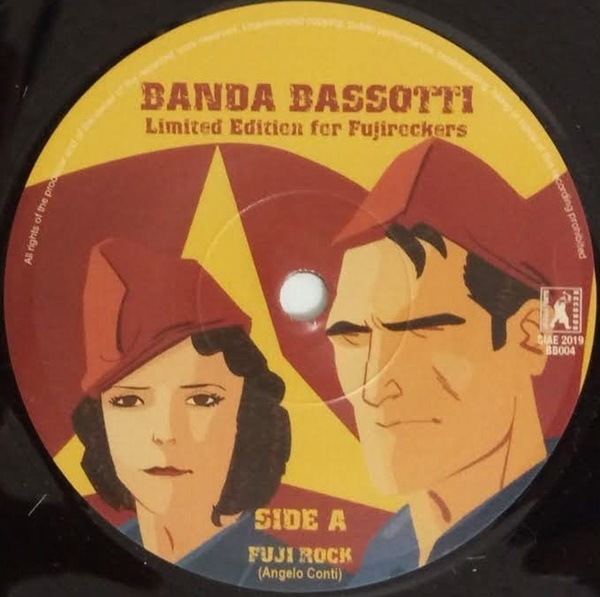 All rights of the producer and of the owner of the recorded work reserved. Unauthorized copying, public performance, broadcasting, hiring or rental of the recording prohibited
BANDA BASSOTTI
Limited Edition for Fujirockers
SIAE 2019
BB004
SIDE A
FUJI ROCK
(Angelo Conti)